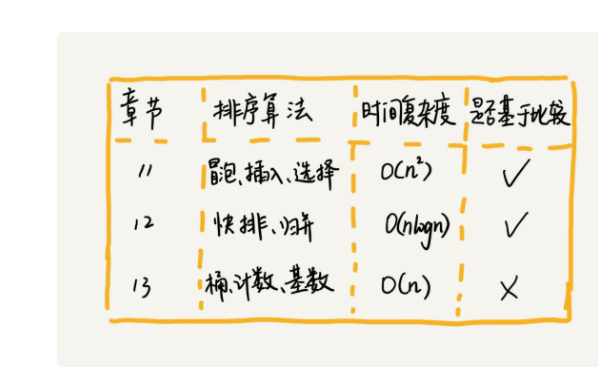 章节 排序算法 时间复杂度 是否基于比较
11 冒泡、插入、选择 O(n²) ✓
12 快排、归并 O(nlogn) ✓
13 桶、计数、基数 O(n) ×